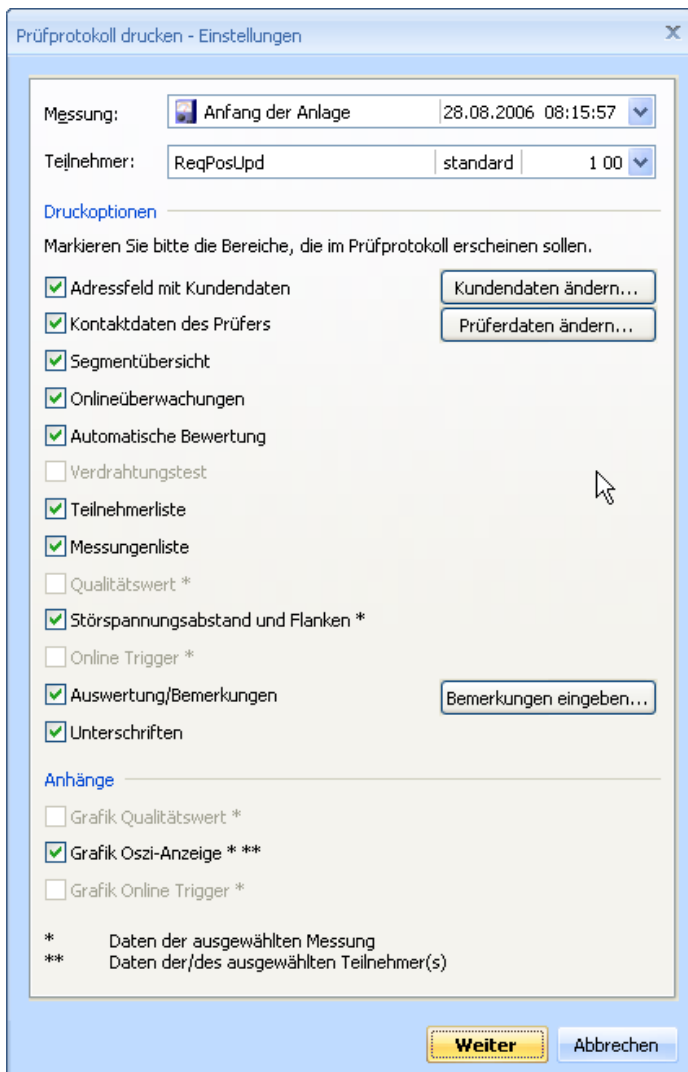 Prüfprotokoll drucken - Einstellungen
Messung: Anfang der Anlage 28.08.2006 08:15:57
Teilnehmer: ReqPosUpd standard 1 00
Druckoptionen
Markieren Sie bitte die Bereiche, die im Prüfprotokoll erscheinen sollen.
Adressfeld mit Kundendaten Kundendaten ändern...
Kontaktdaten des Prüfers Prüferdaten ändern...
Segmentübersicht
Onlineüberwachungen
Automatische Bewertung
Verdrahtungstest
Teilnehmerliste
Messungenliste
Qualitätswert *
Störspannungsabstand und Flanken *
Online Trigger *
Auswertung/Bemerkungen Bemerkungen eingeben...
Unterschriften
Anhänge
Grafik Qualitätswert *
Grafik Oszi-Anzeige * **
Grafik Online Trigger *
* Daten der ausgewählten Messung
** Daten der/des ausgewählten Teilnehmer(s)
Weiter Abbrechen